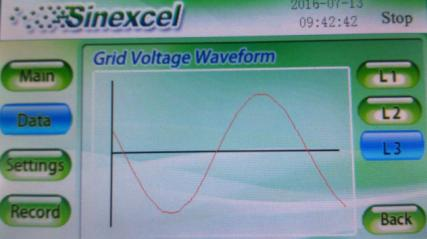 Sinexcel
2016-07-13
09:42:42 Stop
Grid Voltage Waveform
Main
Data
Settings
Record
L1
L2
L3
Back